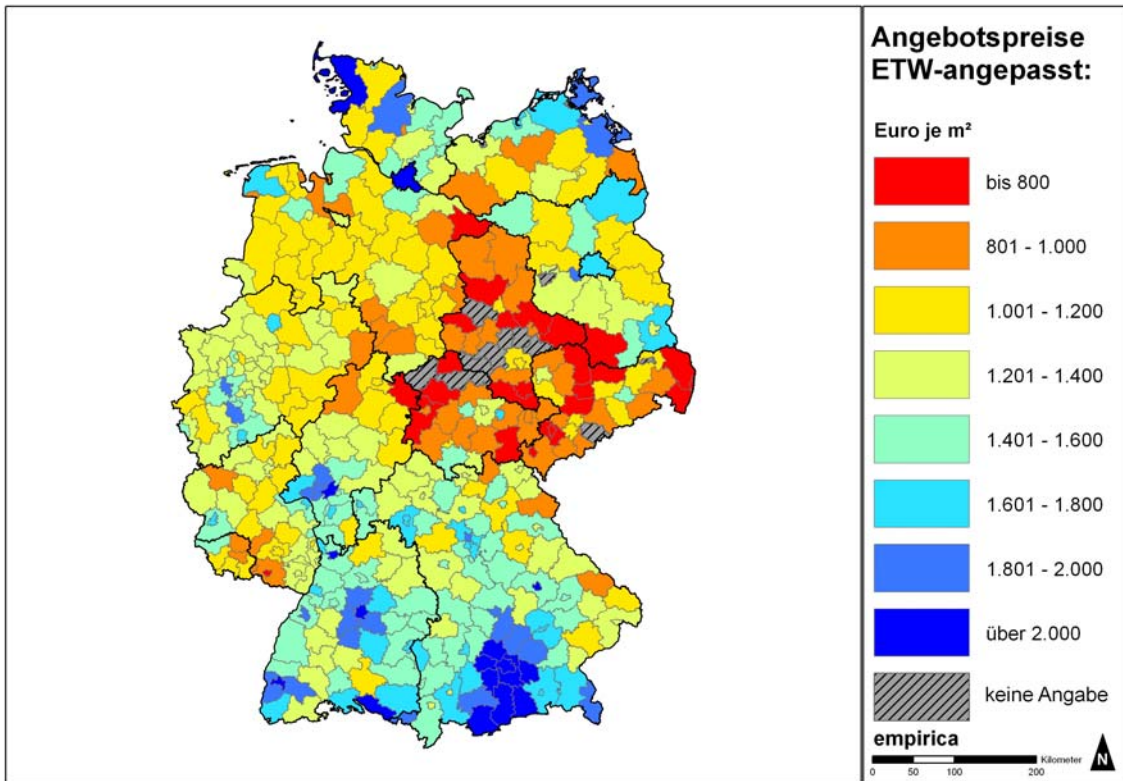 Angebotspreise
ETW-angepasst:
Euro je m²
bis 800
801 - 1.000
1.001 - 1.200
1.201 - 1.400
1.401 - 1.600
1.601 - 1.800
1.801 - 2.000
über 2.000
keine Angabe
empirica
Kilometer
0 50 100 200
N